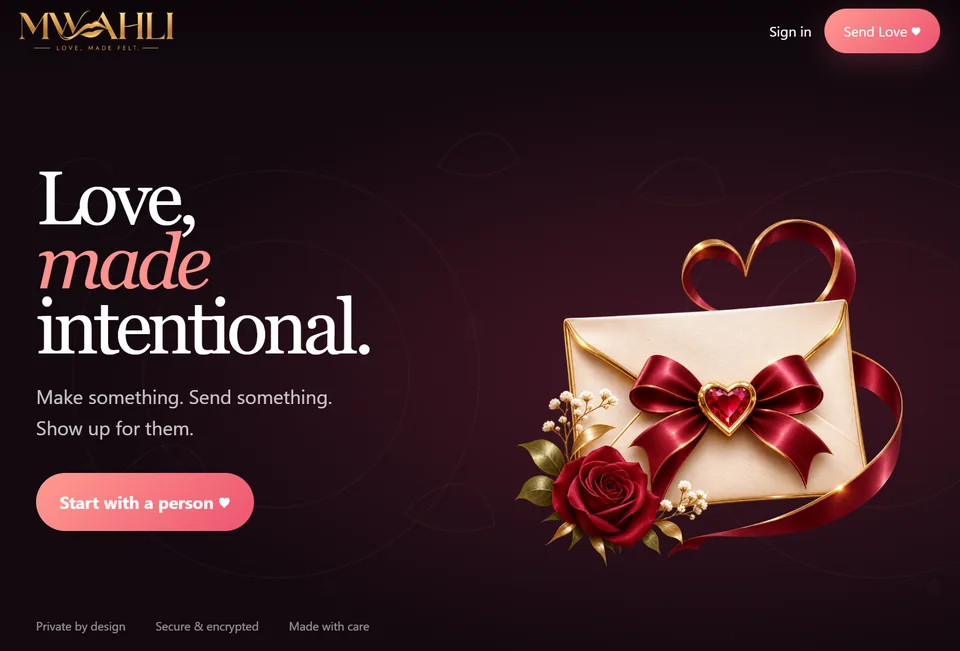 MWAHLI
LOVE, MADE FELT.
Sign in
Send Love ♥
Love,
made
intentional.
Make something. Send something.
Show up for them.
Start with a person ♥
Private by design
Secure & encrypted
Made with care